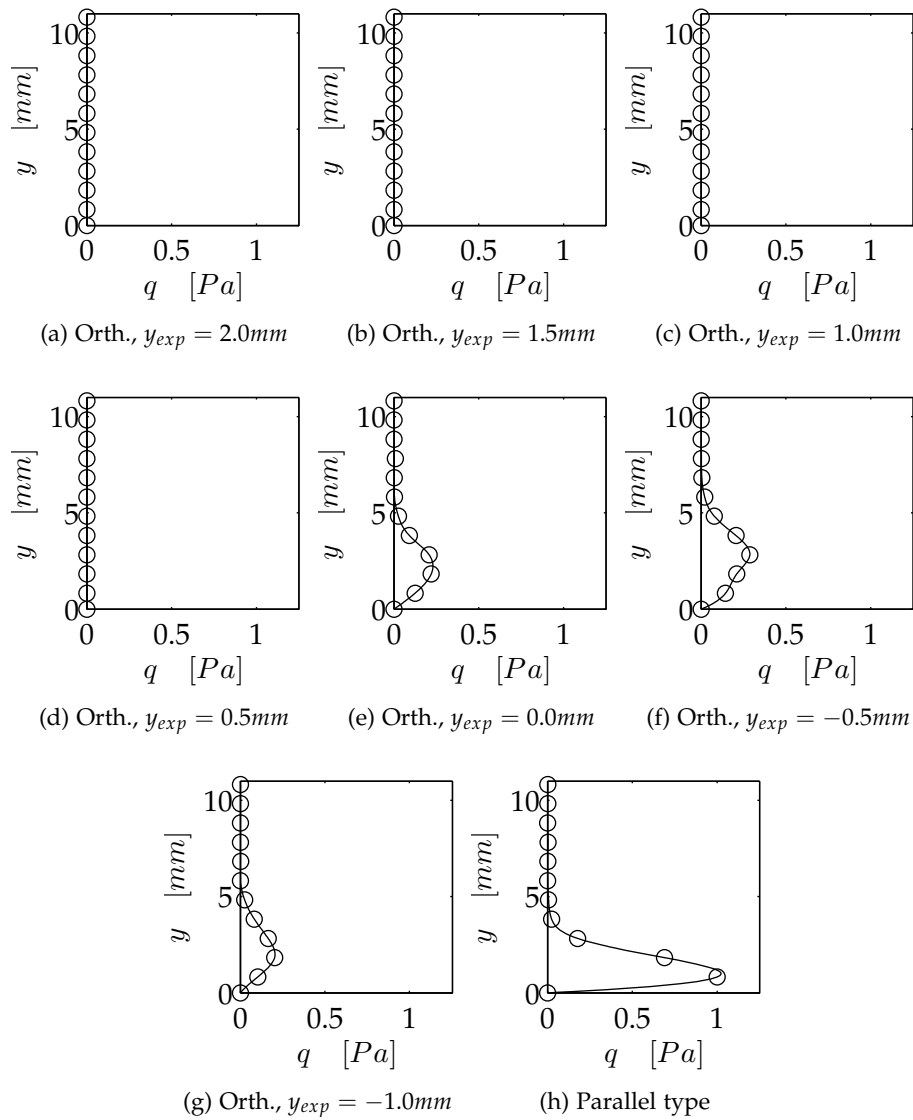 10
5
0
y [mm]
0 0.5 1
q [Pa]
(a) Orth., y_exp = 2.0mm
10
5
0
y [mm]
0 0.5 1
q [Pa]
(b) Orth., y_exp = 1.5mm
10
5
0
y [mm]
0 0.5 1
q [Pa]
(c) Orth., y_exp = 1.0mm
10
5
0
y [mm]
0 0.5 1
q [Pa]
(d) Orth., y_exp = 0.5mm
10
5
0
y [mm]
0 0.5 1
q [Pa]
(e) Orth., y_exp = 0.0mm
10
5
0
y [mm]
0 0.5 1
q [Pa]
(f) Orth., y_exp = −0.5mm
10
5
0
y [mm]
0 0.5 1
q [Pa]
(g) Orth., y_exp = −1.0mm
10
5
0
y [mm]
0 0.5 1
q [Pa]
(h) Parallel type